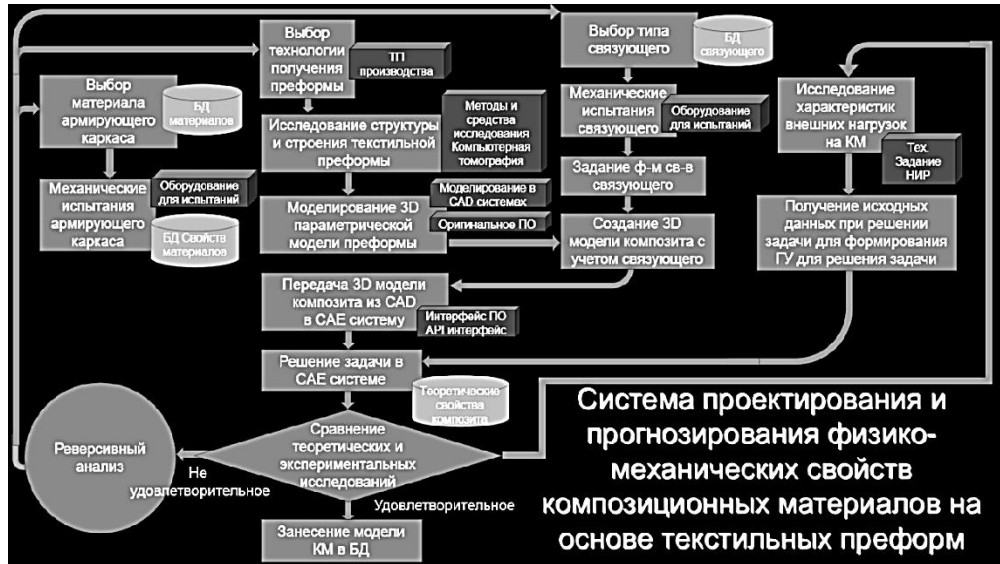 Выбор
технологии
получения
преформы
ТП
производства
Выбор типа
связующего
БД
связующего
Выбор
материала
армирующего
каркаса
БД
материалов
Исследование структуры
и строения текстильной
преформы
Методы и
средства
исследования
Компьютерная
томография
Механические
испытания
связующего
Оборудование
для испытаний
Исследование
характеристик
внешних нагрузок
на КМ
Тех.
Задание
НИР
Механические
испытания
армирующего
каркаса
Оборудование
для испытаний
БД Свойств
материалов
Моделирование 3D
параметрической
модели преформы
Моделирование в
CAD системах
Оригинальное ПО
Задание ф-м св-в
связующего
Создание 3D
модели композита с
учетом связующего
Получение исходных
данных при решении
задачи для формирования
ГУ для решения задачи
Передача 3D модели
композита из CAD
в CAE систему
Интерфейс ПО
API интерфейс
Решение задачи в
CAE системе
Теоретические
свойства
композита
Реверсивный
анализ
Сравнение
теоретических и
экспериментальных
исследований
Не
удовлетворительное
Удовлетворительное
Занесение модели
КМ в БД
Система проектирования и
прогнозирования физико-
механических свойств
композиционных материалов на
основе текстильных преформ